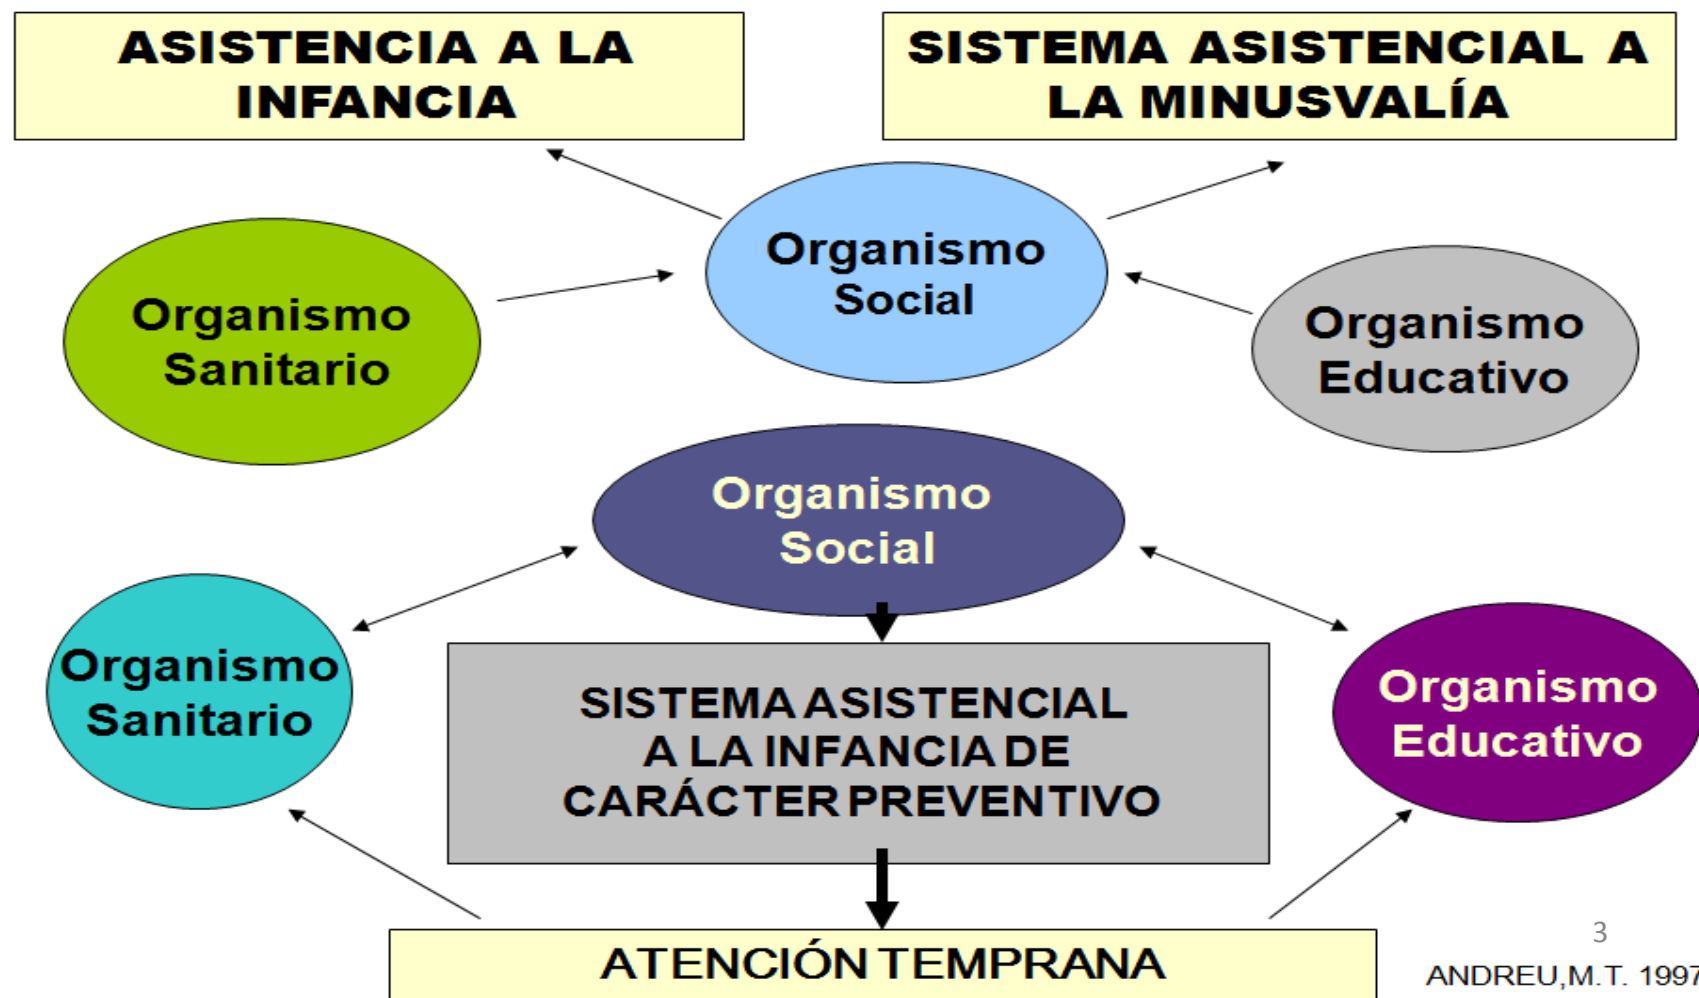 ASISTENCIA A LA
INFANCIA
SISTEMA ASISTENCIAL A
LA MINUSVALÍA
Organismo
Social
Organismo
Sanitario
Organismo
Educativo
Organismo
Social
Organismo
Sanitario
SISTEMA ASISTENCIAL
A LA INFANCIA DE
CARÁCTER PREVENTIVO
Organismo
Educativo
ATENCIÓN TEMPRANA
3
ANDREU,M.T. 1997